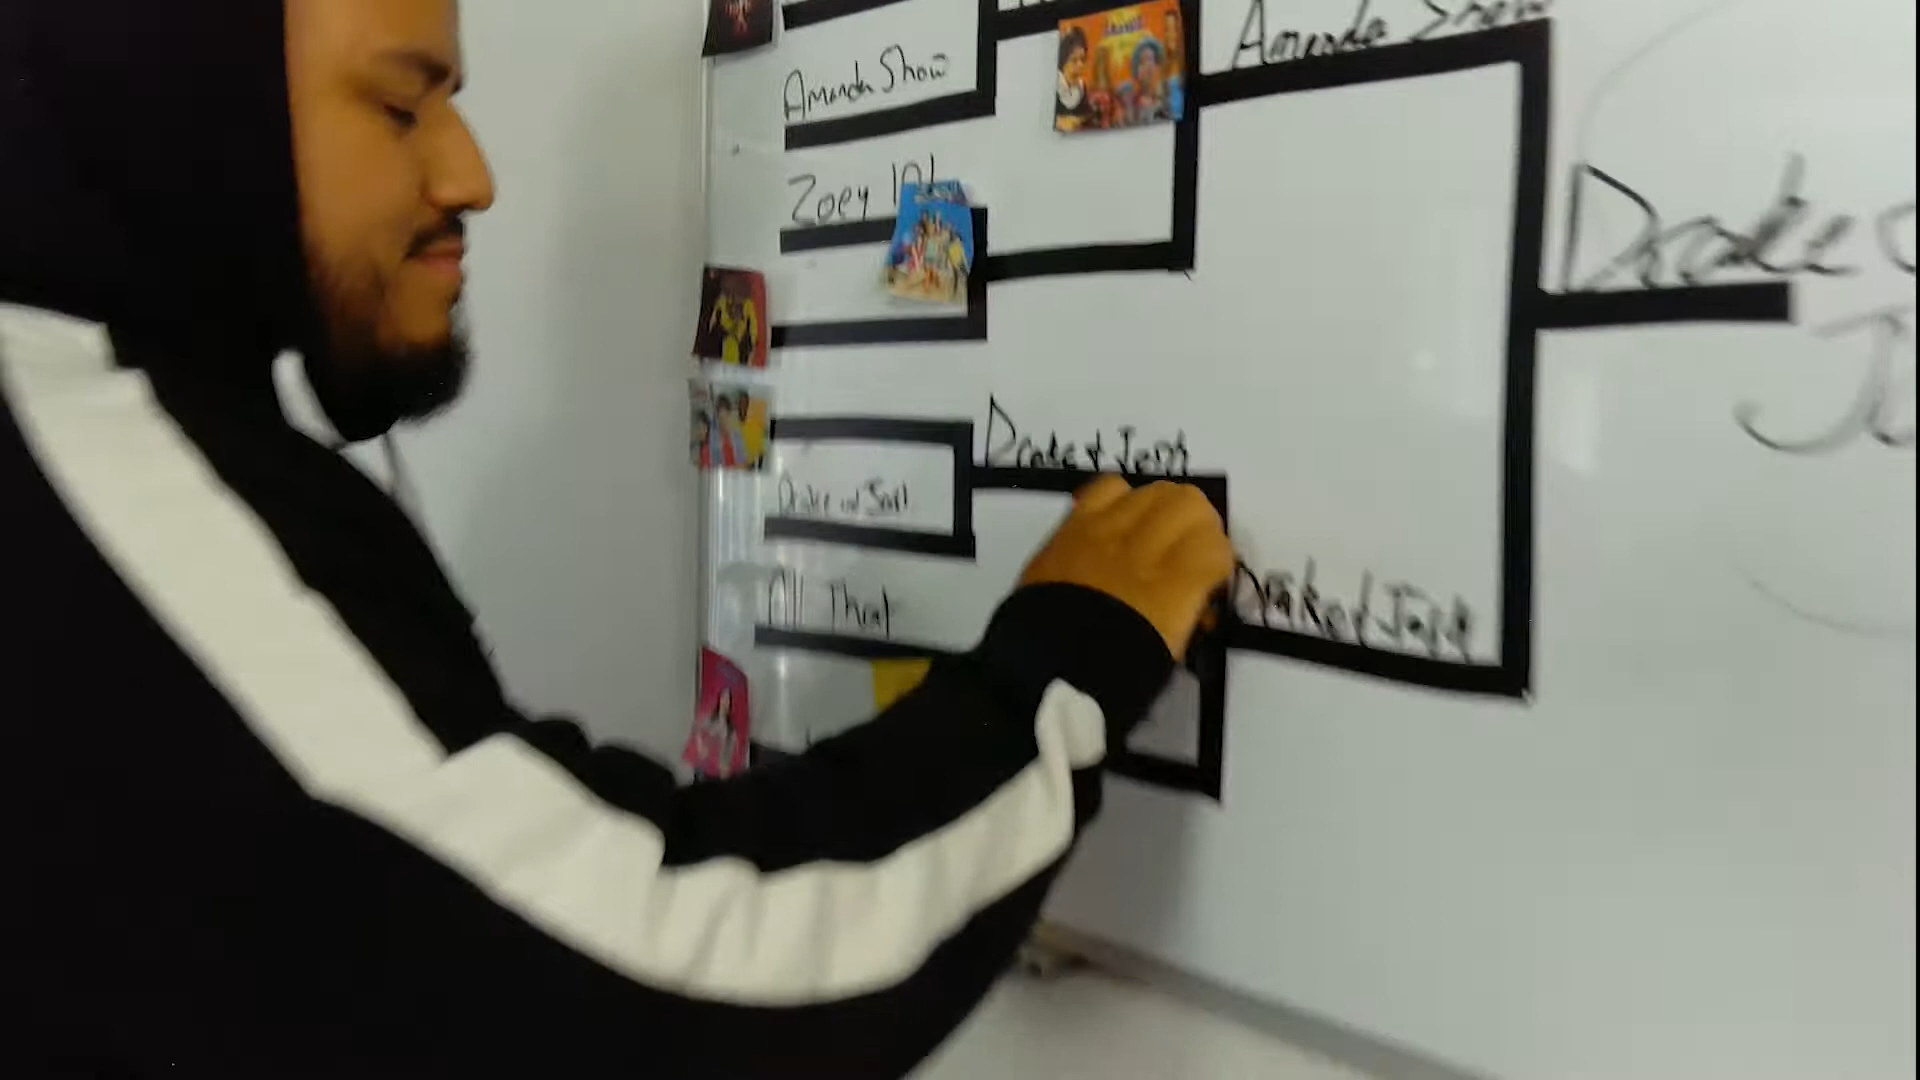 Amanda Show
Amanda Show
Zoey 101
Drake &
Drake & Josh
Drake and Josh
Drake & Josh
All That